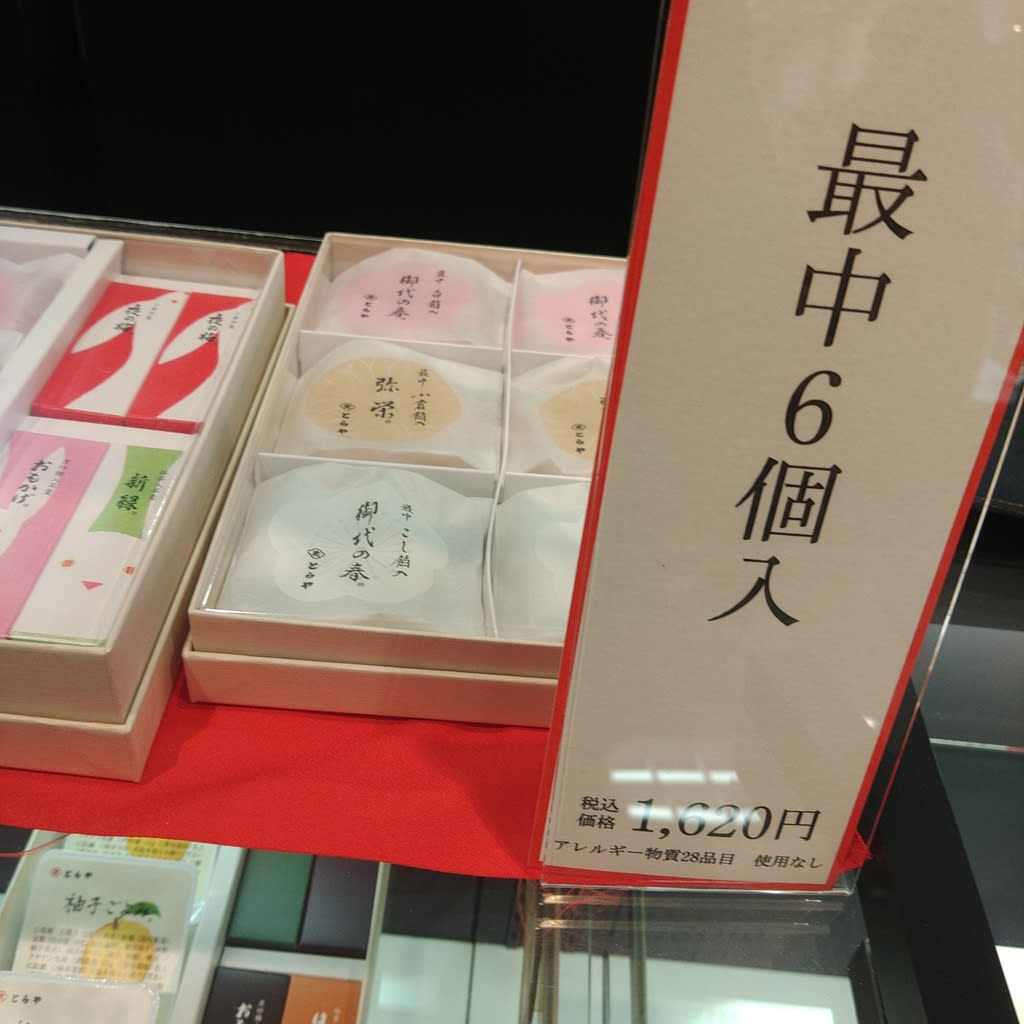 最中6個入
税込
価格 1,620円
アレルギー物質28品目 使用なし
夜の梅
夜の梅
おもかげ。
新緑。
最中 白餡入
御代の春。
とらや
御代の春
とらや
最中 小倉餡入
弥栄。
とらや
とらや
最中 こし餡入
御代の春。
とらや
とらや
とらや